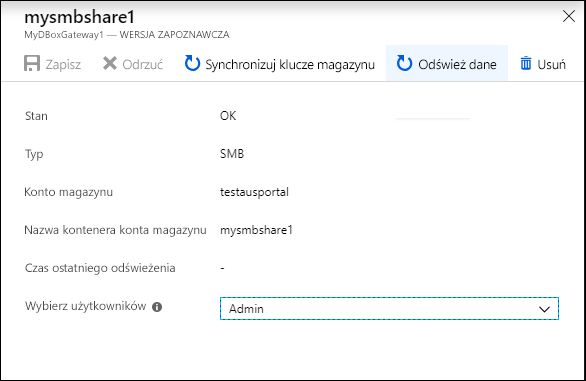 mysmbshare1
MyDBoxGateway1 — WERSJA ZAPOZNAWCZA
Zapisz Odrzuć Synchronizuj klucze magazynu Odśwież dane Usuń
Stan OK
Typ SMB
Konto magazynu testausportal
Nazwa kontenera konta magazynu mysmbshare1
Czas ostatniego odświeżenia -
Wybierz użytkowników Admin